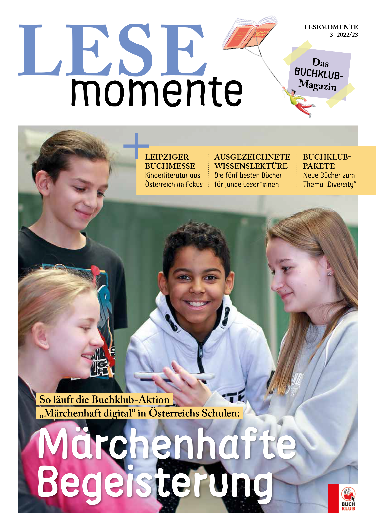 LESEMOMENTE
3 · 2022/23
LESE
momente
Das
BUCHKLUB-
Magazin
+
LEIPZIGER
BUCHMESSE
Kinderliteratur aus
Österreich im Fokus
AUSGEZEICHNETE
WISSENSLEKTÜRE
Die fünf besten Bücher
für junge Leser*innen
BUCHKLUB-
PAKETE
Neue Bücher zum
Thema „Diversity“
So läuft die Buchklub-Aktion
„Märchenhaft digital“ in Österreichs Schulen:
Märchenhafte
Begeisterung
BUCH
KLUB